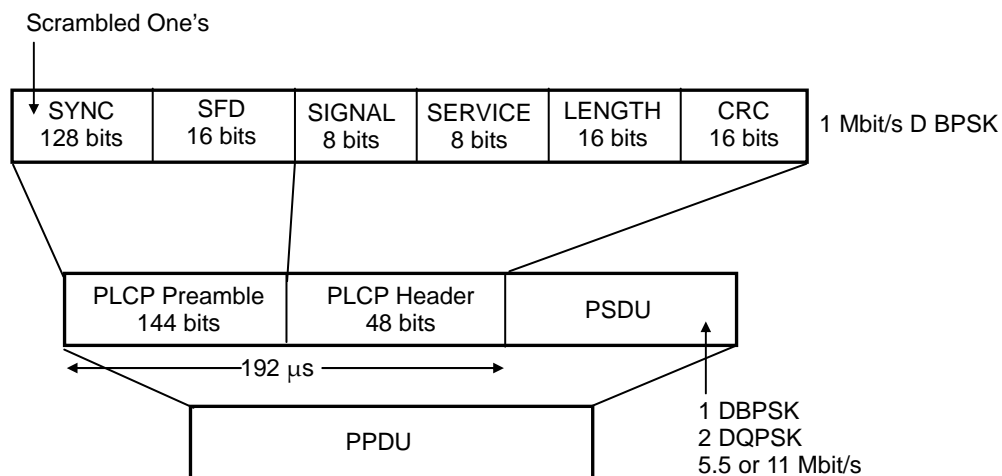 Scrambled One's
SYNC
128 bits
SFD
16 bits
SIGNAL
8 bits
SERVICE
8 bits
LENGTH
16 bits
CRC
16 bits
1 Mbit/s D BPSK
PLCP Preamble
144 bits
PLCP Header
48 bits
PSDU
192 μs
1 DBPSK
2 DQPSK
5.5 or 11 Mbit/s
PPDU